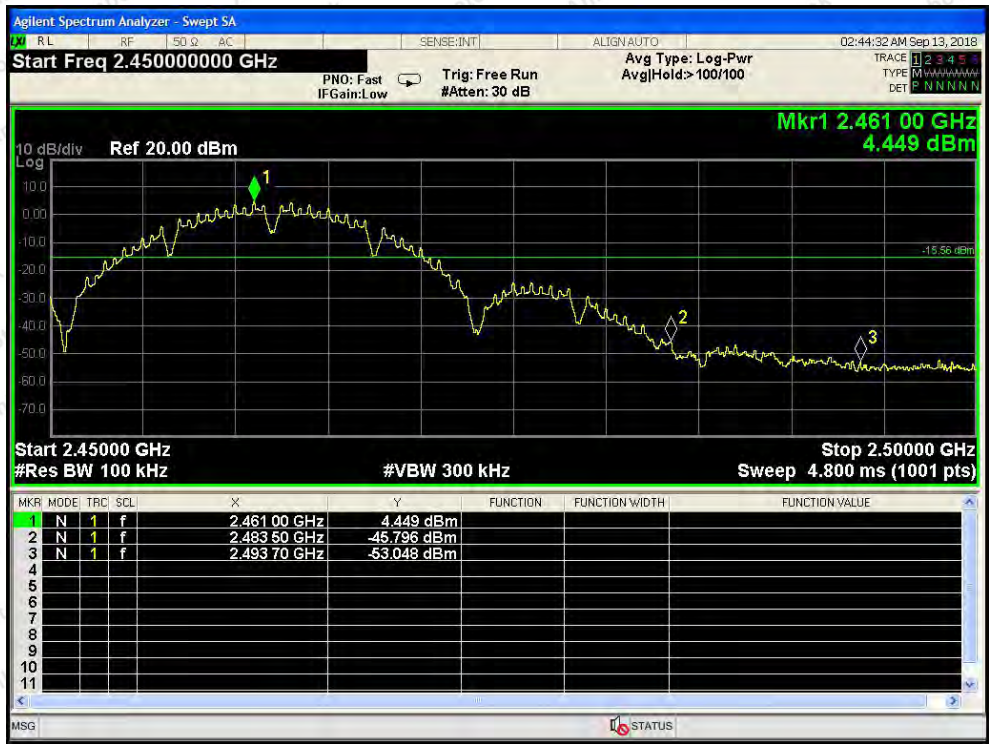 Agilent Spectrum Analyzer - Swept SA
LXI RL RF 50 Ω AC SENSE:INT ALIGN AUTO 02:44:32 AM Sep 13, 2018
Start Freq 2.450000000 GHz
PNO: Fast
IFGain:Low
Trig: Free Run
#Atten: 30 dB
Avg Type: Log-Pwr
Avg|Hold:> 100/100
TRACE 1 2 3 4 5 6
TYPE M
DET P N N N N N
Mkr1 2.461 00 GHz
4.449 dBm
10 dB/div Ref 20.00 dBm
Log
10.0
0.00
-10.0
-20.0
-30.0
-40.0
-50.0
-60.0
-70.0
1
-15.56 dBm
2
3
Start 2.45000 GHz Stop 2.50000 GHz
#Res BW 100 kHz #VBW 300 kHz Sweep 4.800 ms (1001 pts)
MKR MODE TRC SCL X Y FUNCTION FUNCTION WIDTH FUNCTION VALUE
1 N 1 f 2.461 00 GHz 4.449 dBm
2 N 1 f 2.483 50 GHz -45.796 dBm
3 N 1 f 2.493 70 GHz -53.048 dBm
4
5
6
7
8
9
10
11
MSG STATUS